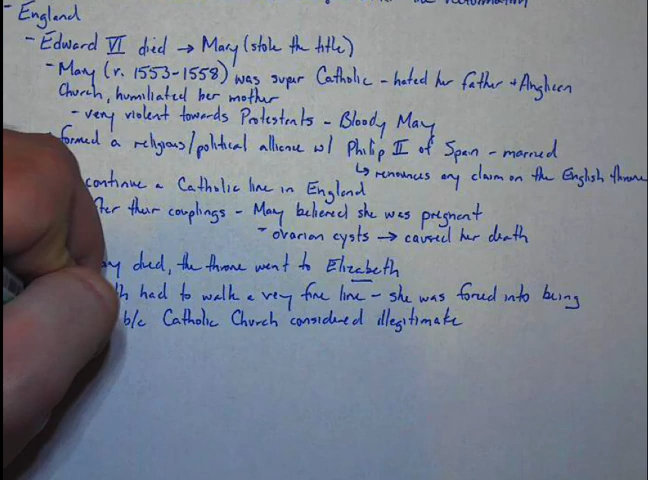 the reformation
- England
- Edward VI died → Mary (stole the title)
- Mary (r. 1553-1558) was super Catholic - hated her father + Anglican
Church, humiliated her mother
- very violent towards Protestants - Bloody Mary
formed a religious/political alliance w/ Philip II of Spain - married
↳ renounces any claim on the English throne
continue a Catholic line in England
their couplings - Mary believed she was pregnant
- ovarian cysts → caused her death
died, the throne went to Elizabeth
had to walk a very fine line - she was forced into being
b/c Catholic Church considered illegitimate